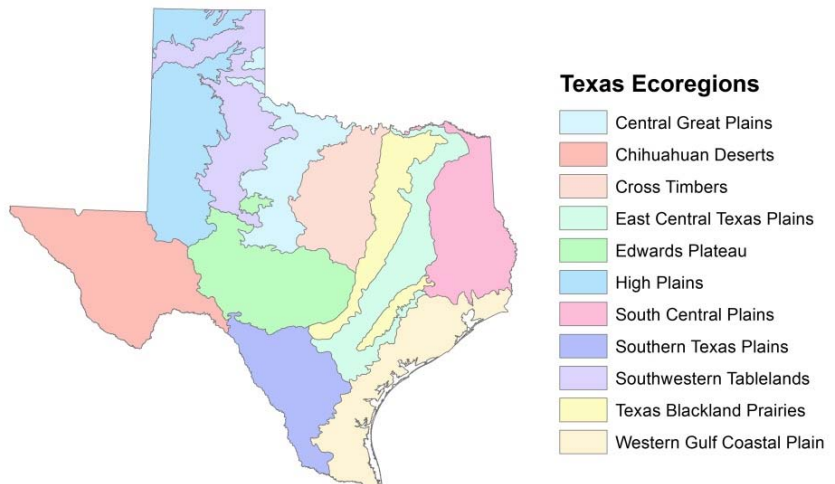 Texas Ecoregions
Central Great Plains
Chihuahuan Deserts
Cross Timbers
East Central Texas Plains
Edwards Plateau
High Plains
South Central Plains
Southern Texas Plains
Southwestern Tablelands
Texas Blackland Prairies
Western Gulf Coastal Plain